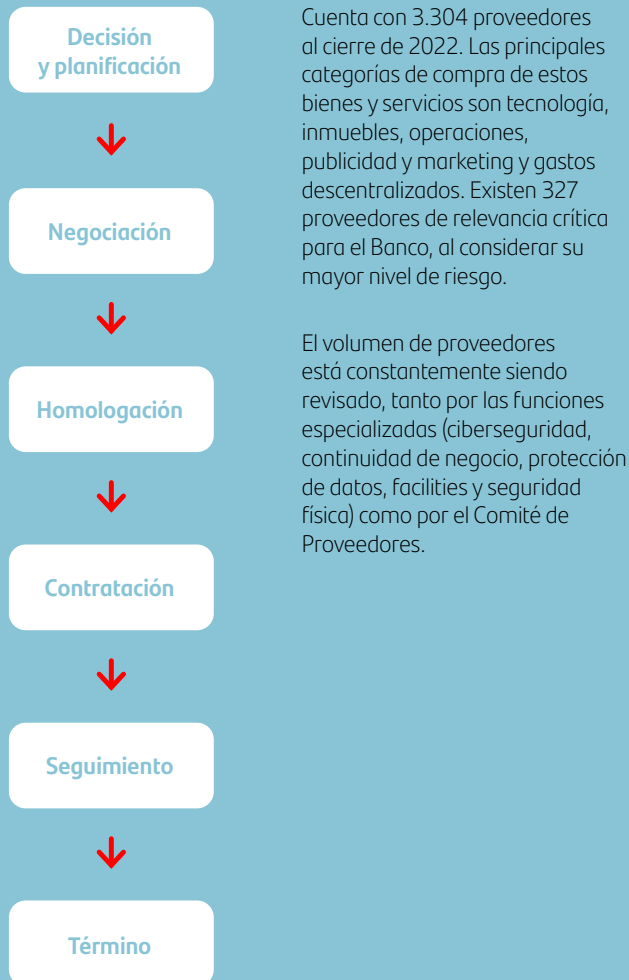 Decisión
y planificación
Negociación
Homologación
Contratación
Seguimiento
Término
Cuenta con 3.304 proveedores
al cierre de 2022. Las principales
categorías de compra de estos
bienes y servicios son tecnología,
inmuebles, operaciones,
publicidad y marketing y gastos
descentralizados. Existen 327
proveedores de relevancia crítica
para el Banco, al considerar su
mayor nivel de riesgo.
El volumen de proveedores
está constantemente siendo
revisado, tanto por las funciones
especializadas (ciberseguridad,
continuidad de negocio, protección
de datos, facilities y seguridad
física) como por el Comité de
Proveedores.